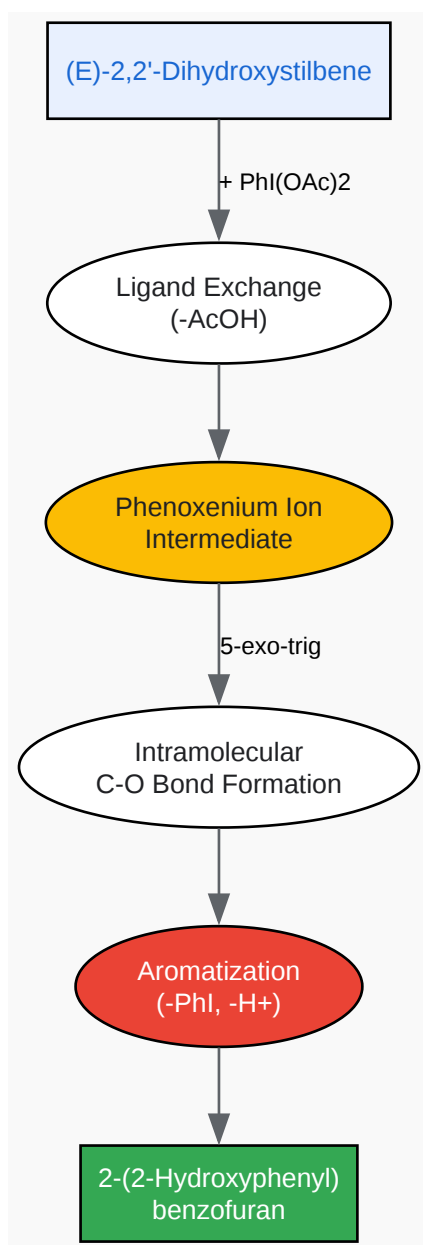 (E)-2,2'-Dihydroxystilbene
+ PhI(OAc)2
Ligand Exchange
(-AcOH)
Phenoxenium Ion
Intermediate
5-exo-trig
Intramolecular
C-O Bond Formation
Aromatization
(-PhI, -H+)
2-(2-Hydroxyphenyl)
benzofuran